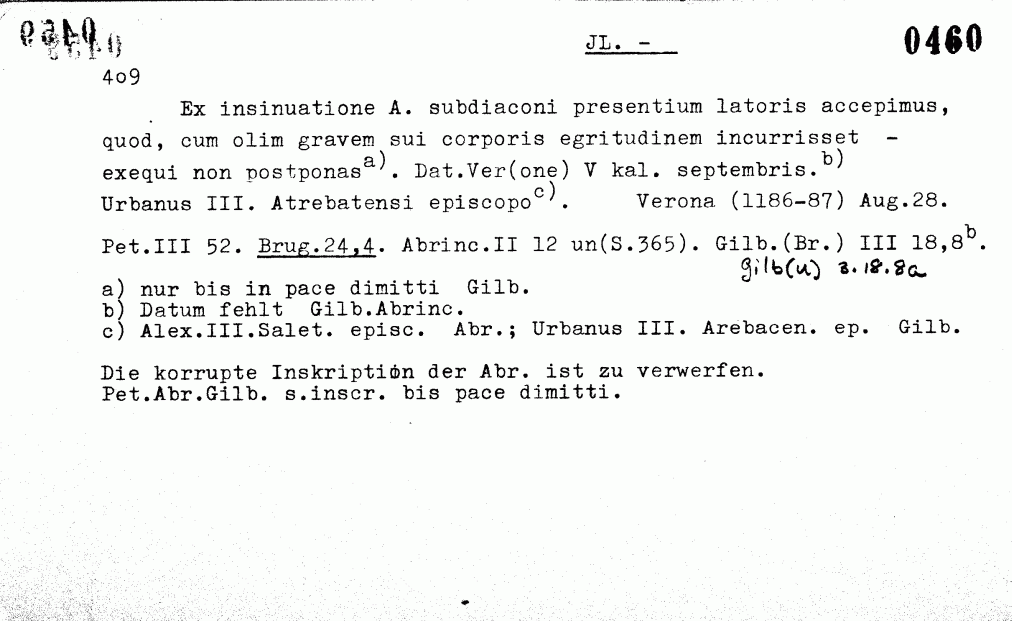 JL. -
0460
4o9
Ex insinuatione A. subdiaconi presentium latoris accepimus,
quod, cum olim gravem sui corporis egritudinem incurrisset -
exequi non postponas a). Dat.Ver(one) V kal. septembris. b)
Urbanus III. Atrebatensi episcopo c). Verona (1186-87) Aug.28.
Pet.III 52. Brug.24,4. Abrinc.II 12 un(S.365). Gilb.(Br.) III 18,8b.
Gilb(u) 3.18.8a
a) nur bis in pace dimitti Gilb.
b) Datum fehlt Gilb.Abrinc.
c) Alex.III.Salet. episc. Abr.; Urbanus III. Arebacen. ep. Gilb.
Die korrupte Inskription der Abr. ist zu verwerfen.
Pet.Abr.Gilb. s.inscr. bis pace dimitti.